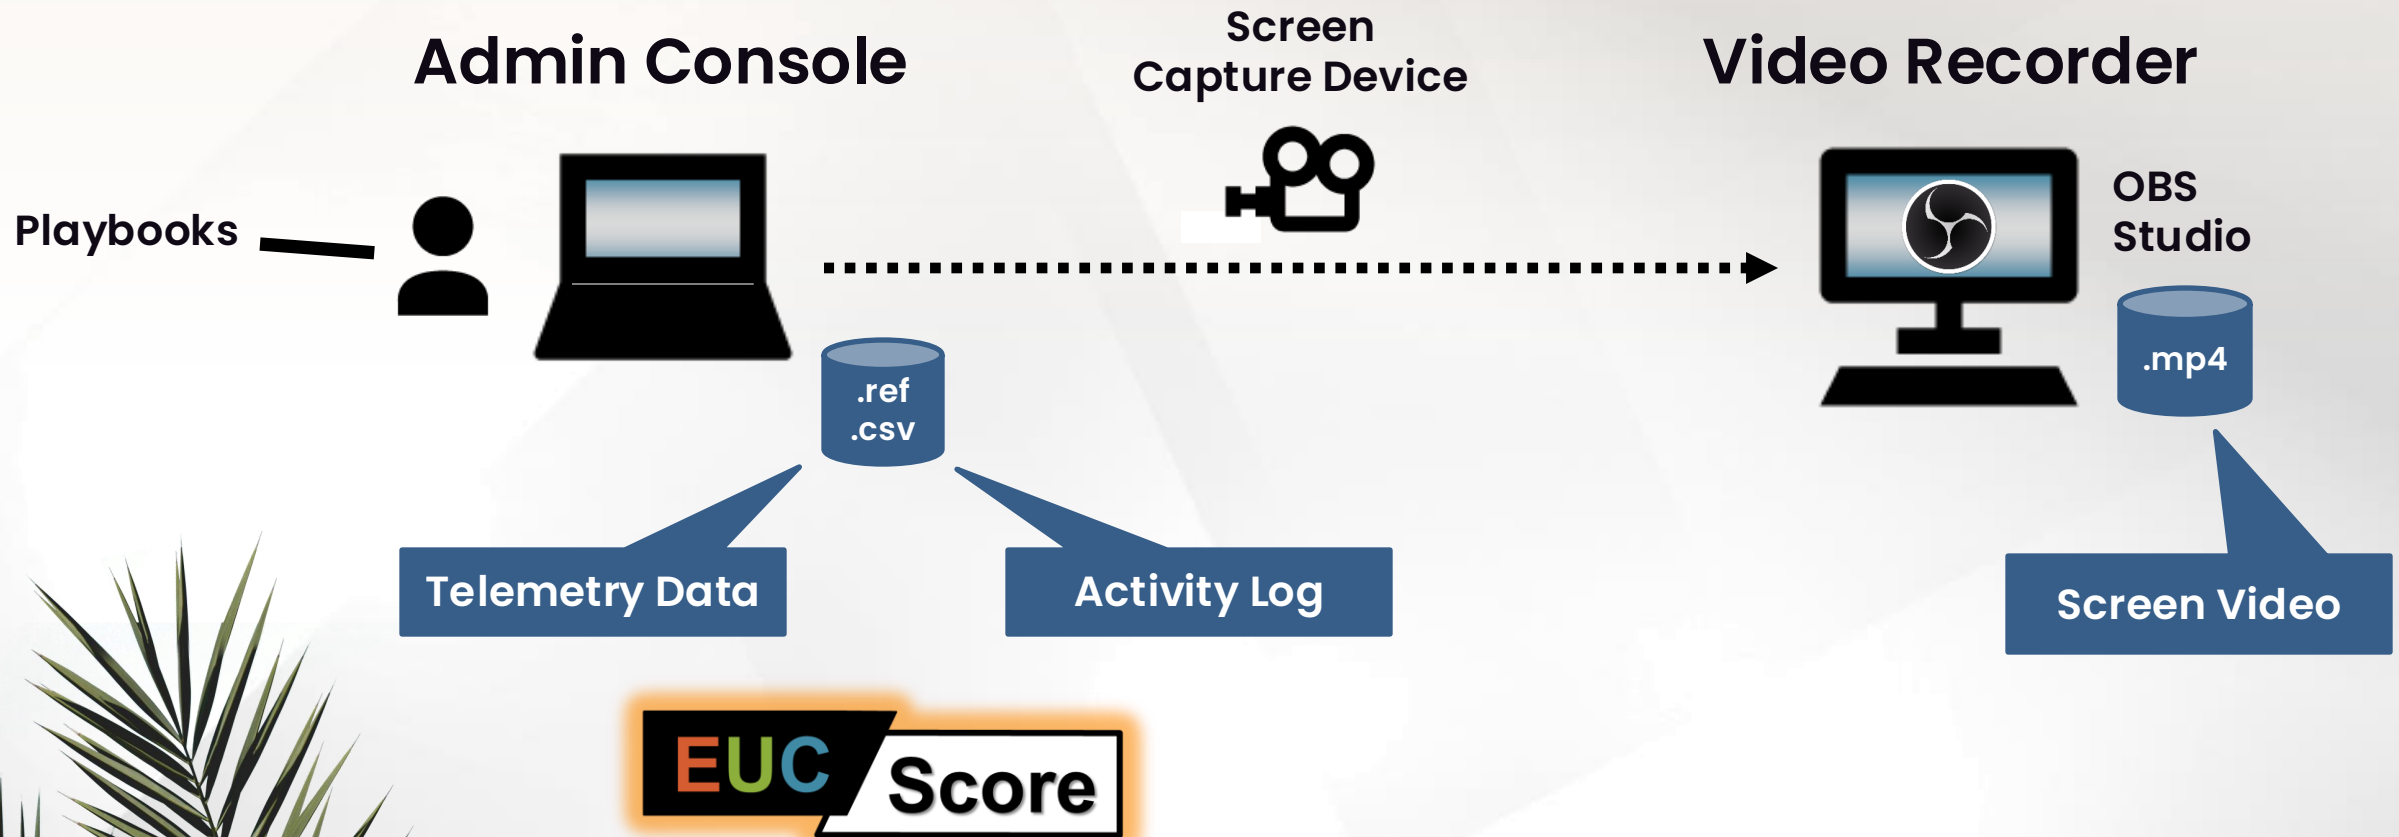 Admin Console
Screen
Capture Device
Video Recorder
Playbooks
OBS
Studio
.ref
.csv
.mp4
Telemetry Data
Activity Log
Screen Video
EUC
Score